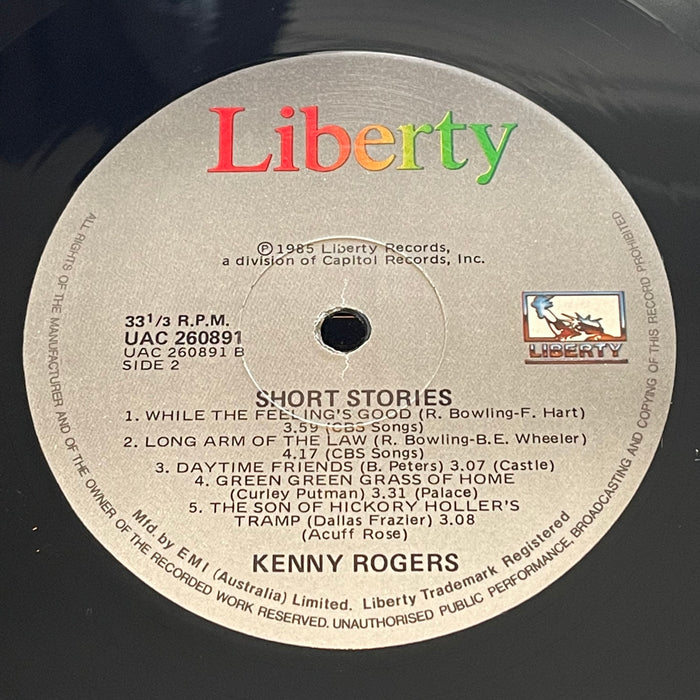 Liberty
℗ 1985 Liberty Records,
a division of Capitol Records, Inc.
33 1/3 R.P.M.
UAC 260891
UAC 260891 B
SIDE 2
LIBERTY
SHORT STORIES
1. WHILE THE FEELING'S GOOD (R. Bowling-F. Hart)
3.59 (CBS Songs)
2. LONG ARM OF THE LAW (R. Bowling-B.E. Wheeler)
4.17 (CBS Songs)
3. DAYTIME FRIENDS (B. Peters) 3.07 (Castle)
4. GREEN GREEN GRASS OF HOME
(Curley Putman) 3.31 (Palace)
5. THE SON OF HICKORY HOLLER'S
TRAMP (Dallas Frazier) 3.08
(Acuff Rose)
KENNY ROGERS
Mfd. by EMI (Australia) Limited. Liberty Trademark Registered
ALL RIGHTS OF THE MANUFACTURER AND OF THE OWNER OF THE RECORDED WORK RESERVED. UNAUTHORISED PUBLIC PERFORMANCE, BROADCASTING AND COPYING OF THIS RECORD PROHIBITED